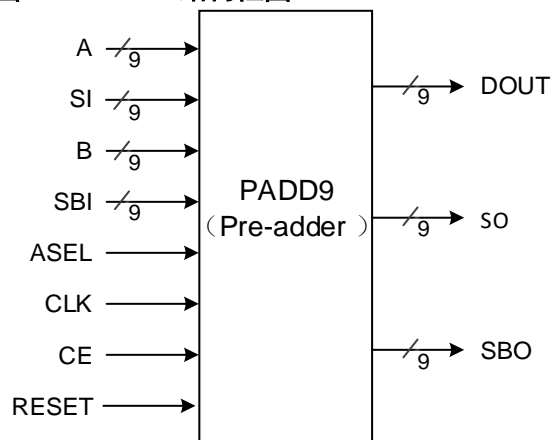 A
9
SI
9
B
9
SBI
9
ASEL
CLK
CE
RESET
PADD9
（Pre-adder ）
9
DOUT
9
SO
9
SBO